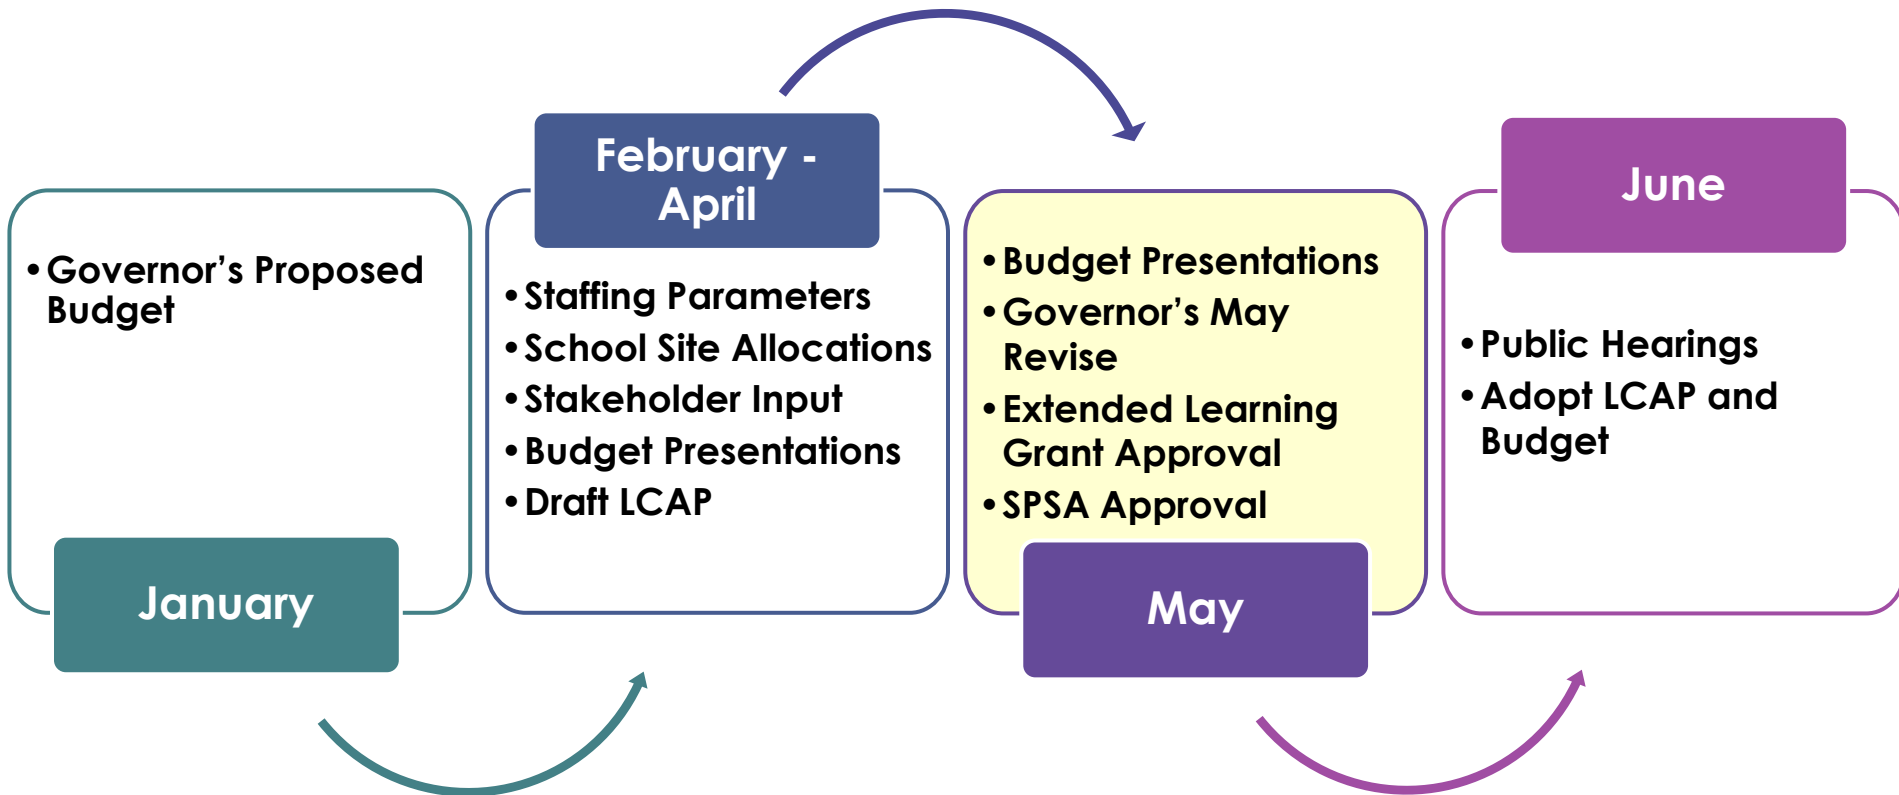 •Governor’s Proposed
Budget
January
February -
April
•Staffing Parameters
•School Site Allocations
•Stakeholder Input
•Budget Presentations
•Draft LCAP
•Budget Presentations
•Governor’s May
Revise
•Extended Learning
Grant Approval
•SPSA Approval
May
June
•Public Hearings
•Adopt LCAP and
Budget